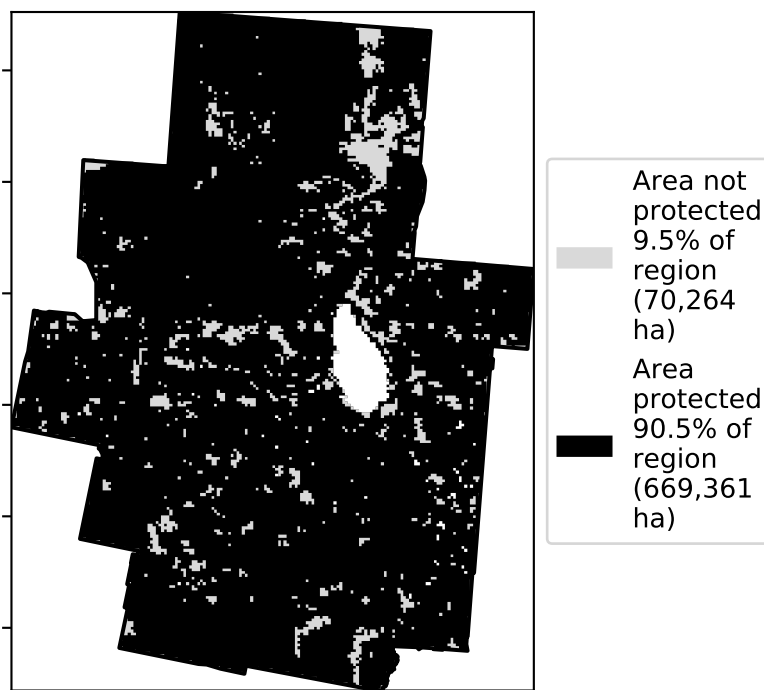 Area not
protected
9.5% of
region
(70,264
ha)
Area
protected
90.5% of
region
(669,361
ha)